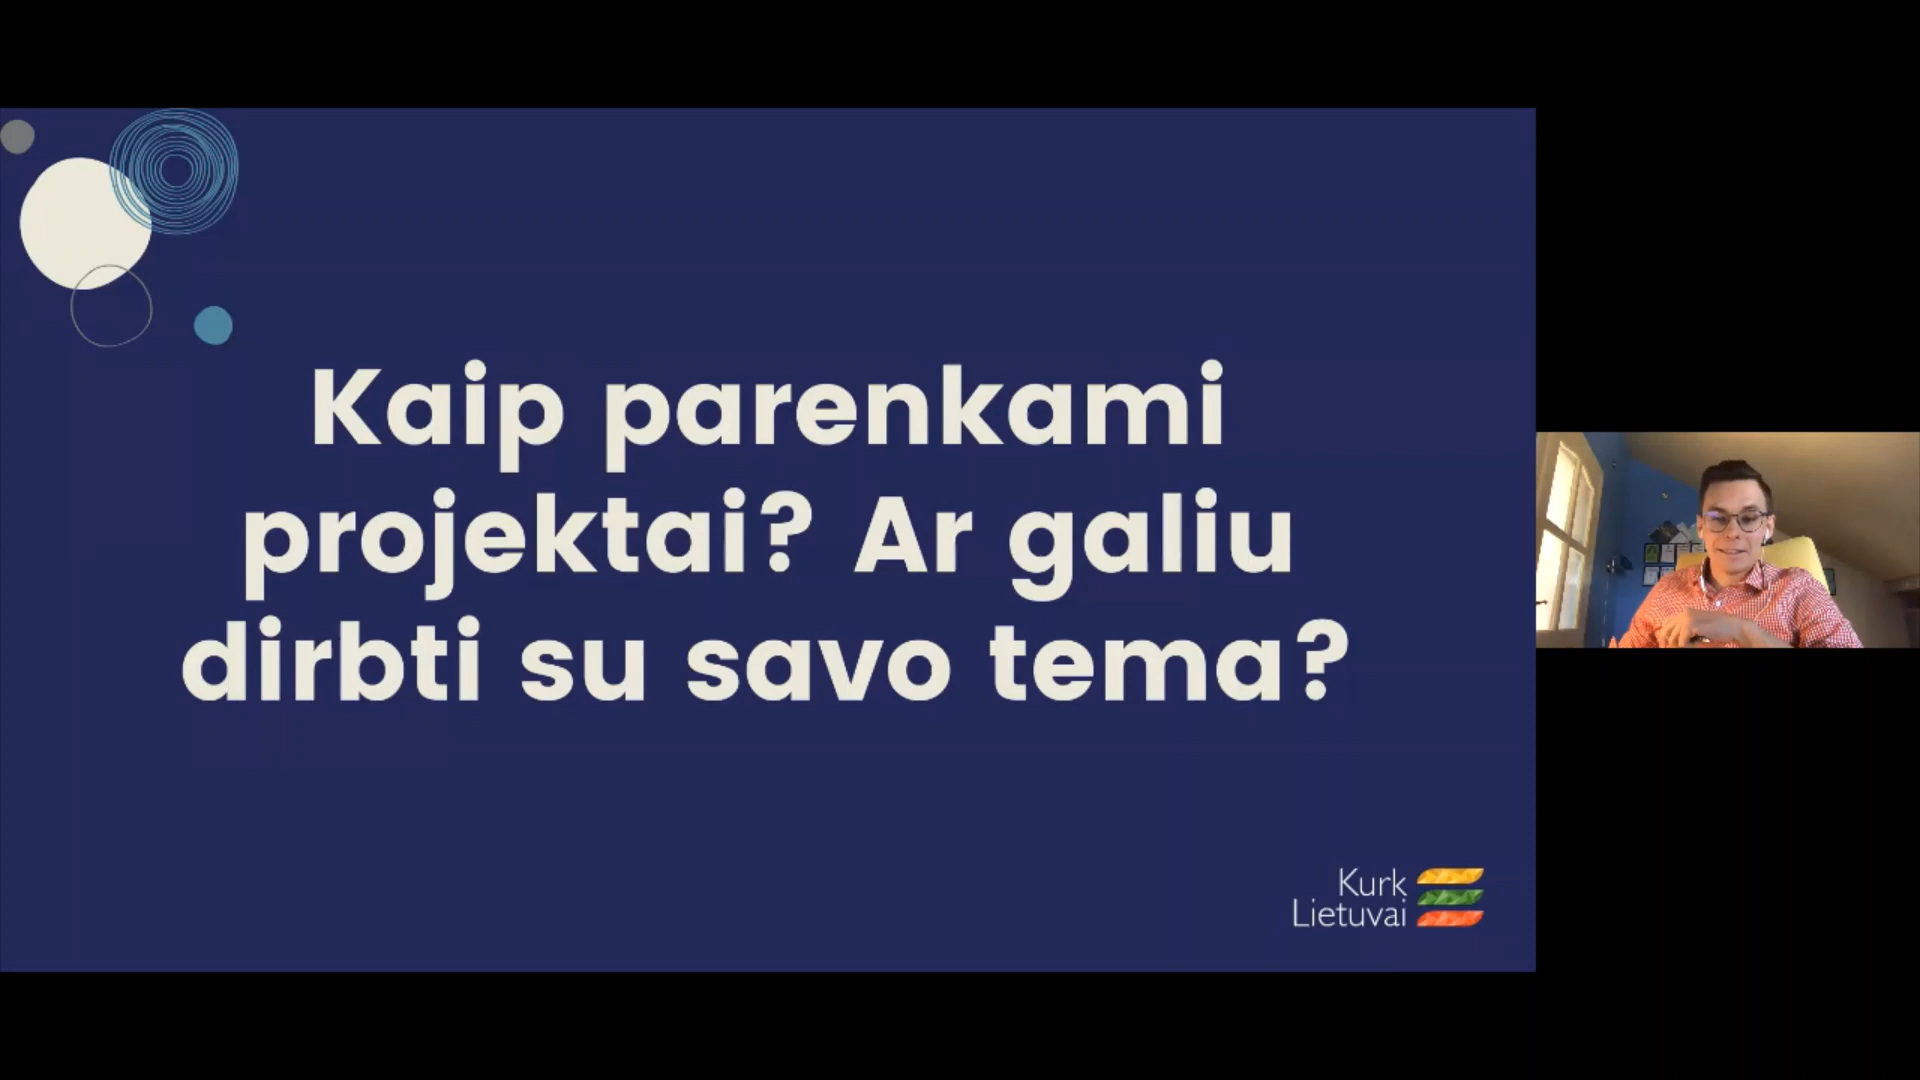 Kaip parenkami
projektai? Ar galiu
dirbti su savo tema?
Kurk
Lietuvai